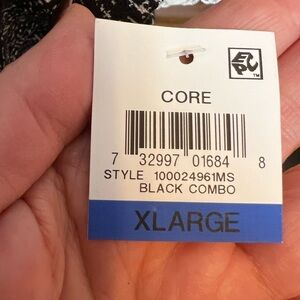 CORE
7 32997 01684 8
STYLE 100024961MS
BLACK COMBO
XLARGE